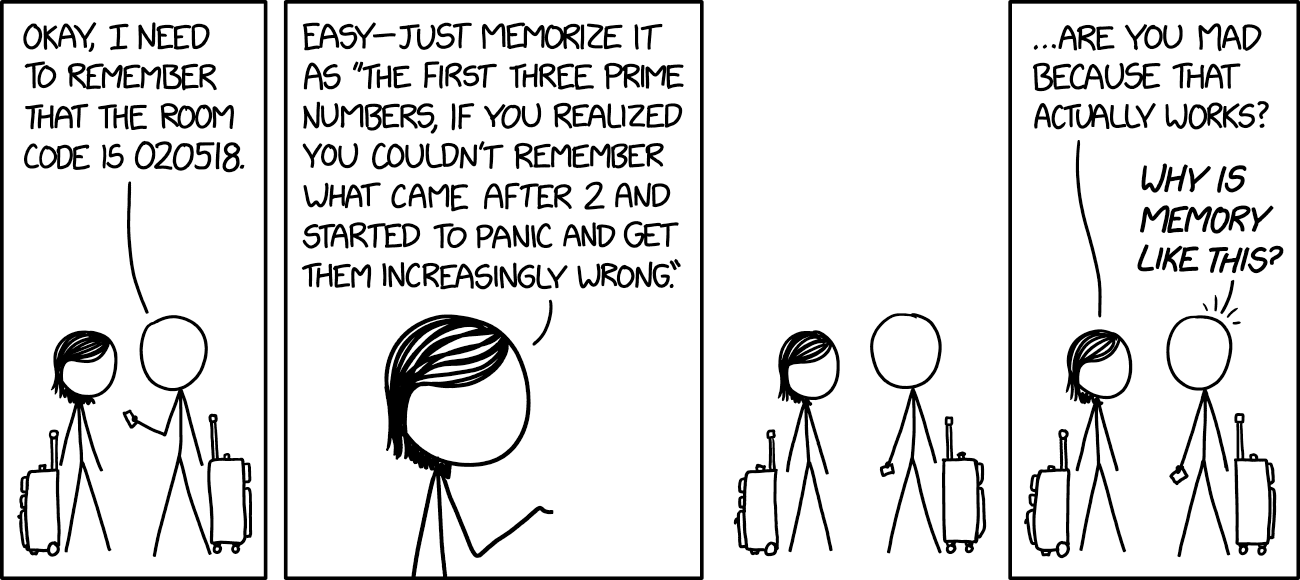 OKAY, I NEED
TO REMEMBER
THAT THE ROOM
CODE IS 020518.
EASY—JUST MEMORIZE IT
AS "THE FIRST THREE PRIME
NUMBERS, IF YOU REALIZED
YOU COULDN'T REMEMBER
WHAT CAME AFTER 2 AND
STARTED TO PANIC AND GET
THEM INCREASINGLY WRONG."
...ARE YOU MAD
BECAUSE THAT
ACTUALLY WORKS?
WHY IS
MEMORY
LIKE THIS?